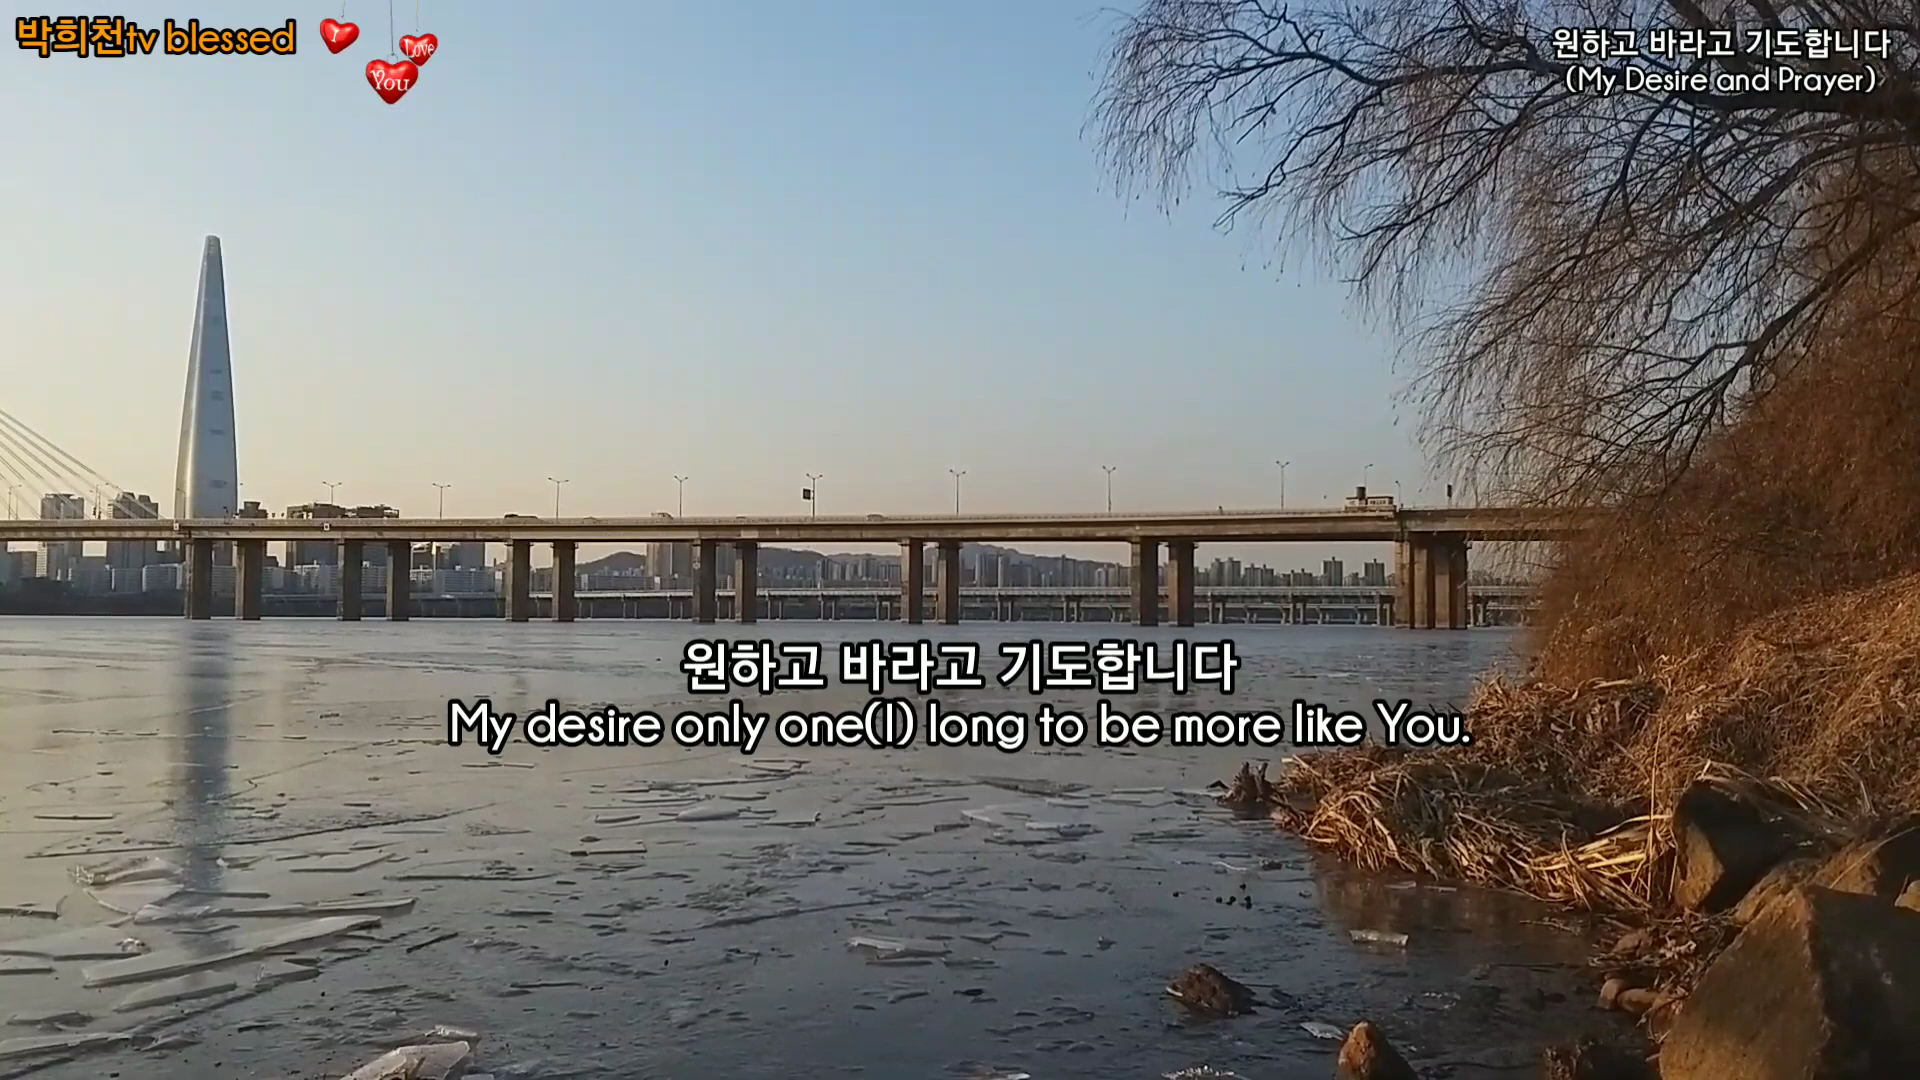 박희천tv blessed
I
Love
You
원하고 바라고 기도합니다
(My Desire and Prayer)
원하고 바라고 기도합니다
My desire only one(I) long to be more like You.